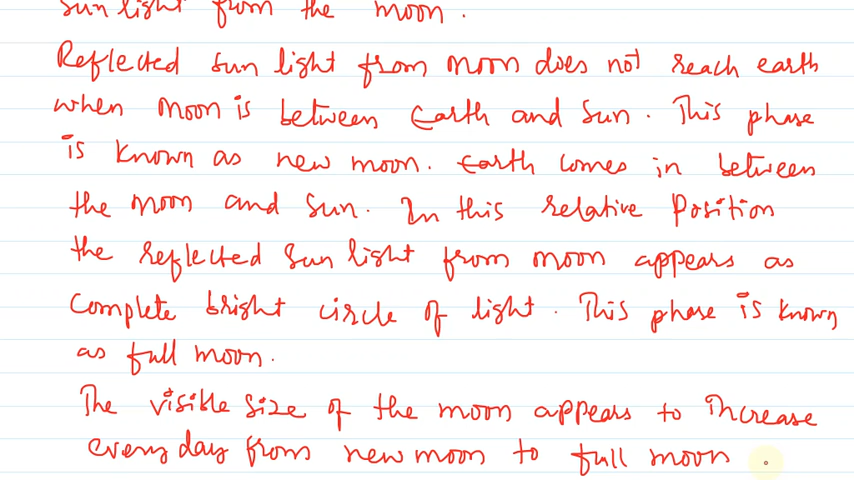 sun light from the moon.
Reflected sun light from moon does not reach earth
when moon is between Earth and Sun. This phase
is known as new moon. Earth comes in between
the moon and Sun. In this relative Position
the reflected Sun light from moon appears as
complete bright circle of light. This phase is known
as full moon.
The visible size of the moon appears to increase
every day from new moon to full moon .